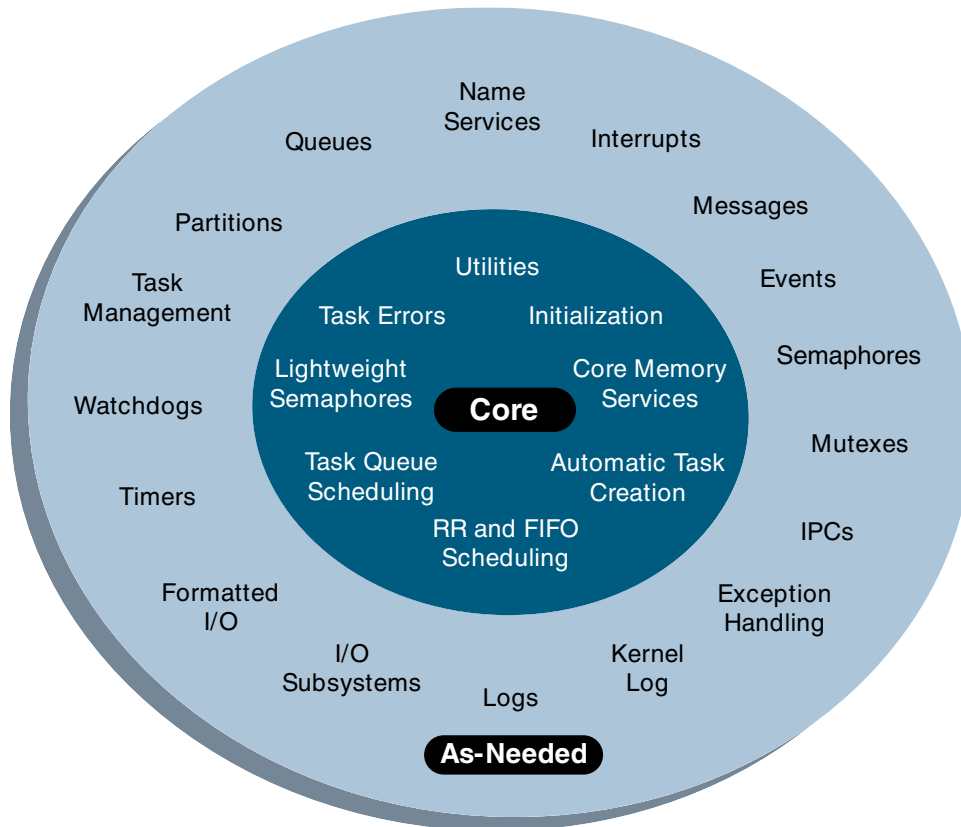 Name
Services
Queues
Interrupts
Messages
Partitions
Events
Task
Management
Semaphores
Watchdogs
Mutexes
Timers
IPCs
Formatted
I/O
Exception
Handling
I/O
Subsystems
Kernel
Log
Logs
As-Needed
Utilities
Task Errors
Initialization
Lightweight
Semaphores
Core Memory
Services
Core
Task Queue
Scheduling
Automatic Task
Creation
RR and FIFO
Scheduling